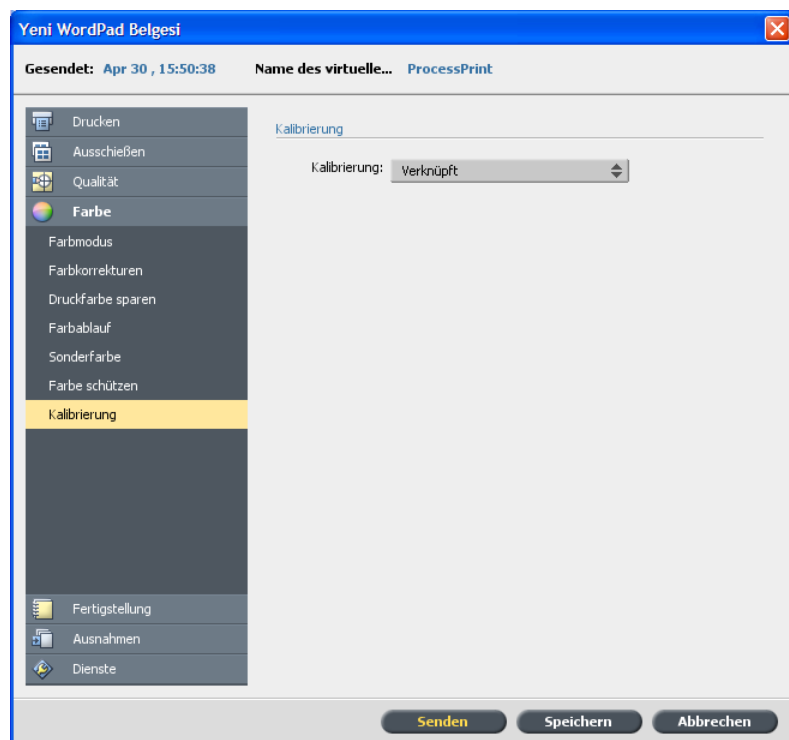 Yeni WordPad Belgesi
Gesendet: Apr 30 , 15:50:38 Name des virtuelle... ProcessPrint
Drucken
Ausschießen
Qualität
Farbe
Farbmodus
Farbkorrekturen
Druckfarbe sparen
Farbablauf
Sonderfarbe
Farbe schützen
Kalibrierung
Fertigstellung
Ausnahmen
Dienste
Kalibrierung
Kalibrierung: Verknüpft
Senden Speichern Abbrechen